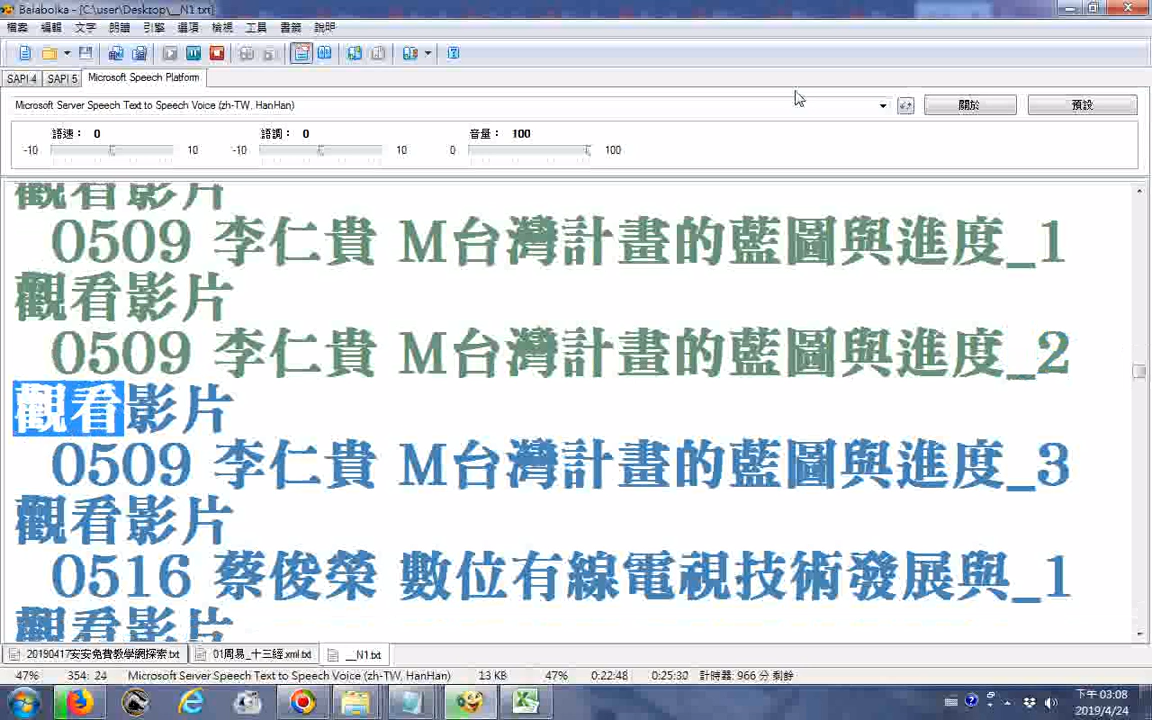 Balabolka - [C:\user\Desktop\__N1.txt]
檔案 編輯 文字 朗讀 引擎 選項 檢視 工具 書籤 說明
SAPI 4 SAPI 5 Microsoft Speech Platform
Microsoft Server Speech Text to Speech Voice (zh-TW, HanHan) 關於 預設
語速： 0 語調： 0 音量： 100
-10 10 -10 10 0 100
觀看影片
0509 李仁貴 M台灣計畫的藍圖與進度_1
觀看影片
0509 李仁貴 M台灣計畫的藍圖與進度_2
觀看影片
0509 李仁貴 M台灣計畫的藍圖與進度_3
觀看影片
0516 蔡俊榮 數位有線電視技術發展與_1
觀看影片
20190417安安免費教學網探索.txt 01周易_十三經.xml.txt __N1.txt
47% 354: 24 Microsoft Server Speech Text to Speech Voice (zh-TW, HanHan) 13 KB 47% 0:22:48 0:25:30 計時器: 966 分 剩餘
下午 03:08
2019/4/24